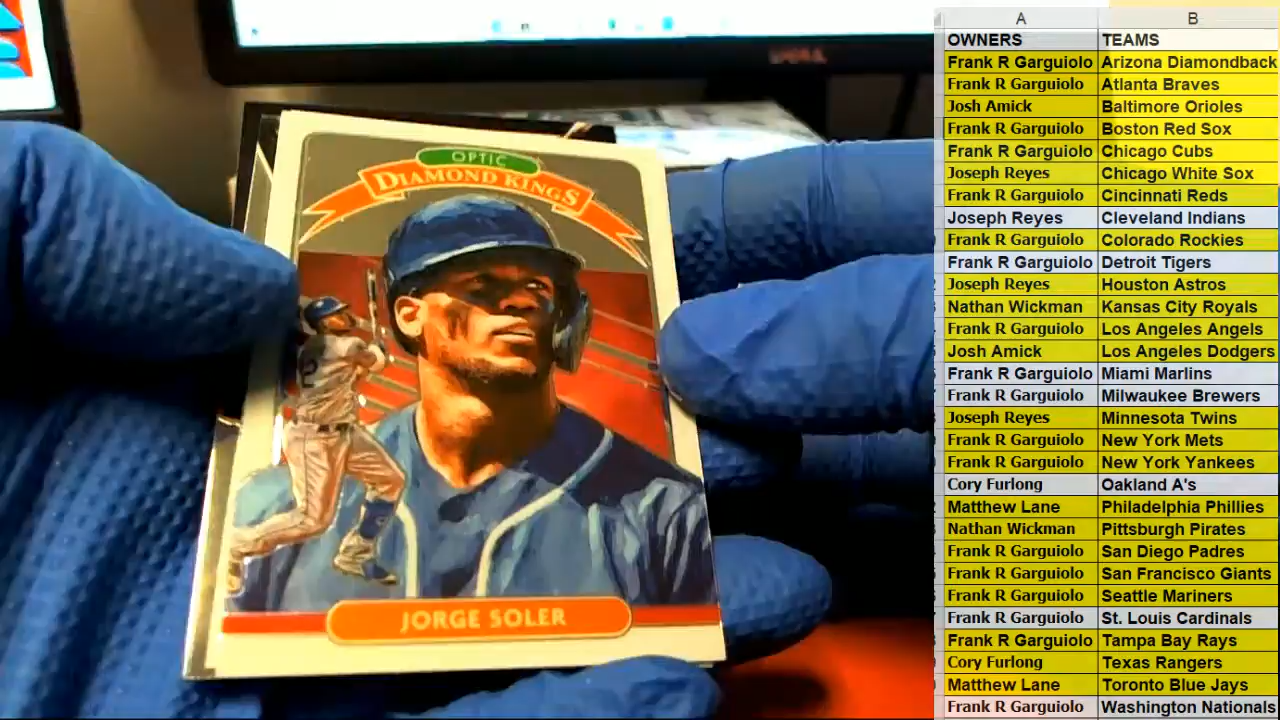 OPTIC
DIAMOND KINGS
JORGE SOLER
DELL
A B
OWNERS TEAMS
Frank R Garguiolo Arizona Diamondback
Frank R Garguiolo Atlanta Braves
Josh Amick Baltimore Orioles
Frank R Garguiolo Boston Red Sox
Frank R Garguiolo Chicago Cubs
Joseph Reyes Chicago White Sox
Frank R Garguiolo Cincinnati Reds
Joseph Reyes Cleveland Indians
Frank R Garguiolo Colorado Rockies
Frank R Garguiolo Detroit Tigers
Joseph Reyes Houston Astros
Nathan Wickman Kansas City Royals
Frank R Garguiolo Los Angeles Angels
Josh Amick Los Angeles Dodgers
Frank R Garguiolo Miami Marlins
Frank R Garguiolo Milwaukee Brewers
Joseph Reyes Minnesota Twins
Frank R Garguiolo New York Mets
Frank R Garguiolo New York Yankees
Cory Furlong Oakland A's
Matthew Lane Philadelphia Phillies
Nathan Wickman Pittsburgh Pirates
Frank R Garguiolo San Diego Padres
Frank R Garguiolo San Francisco Giants
Frank R Garguiolo Seattle Mariners
Frank R Garguiolo St. Louis Cardinals
Frank R Garguiolo Tampa Bay Rays
Cory Furlong Texas Rangers
Matthew Lane Toronto Blue Jays
Frank R Garguiolo Washington Nationals